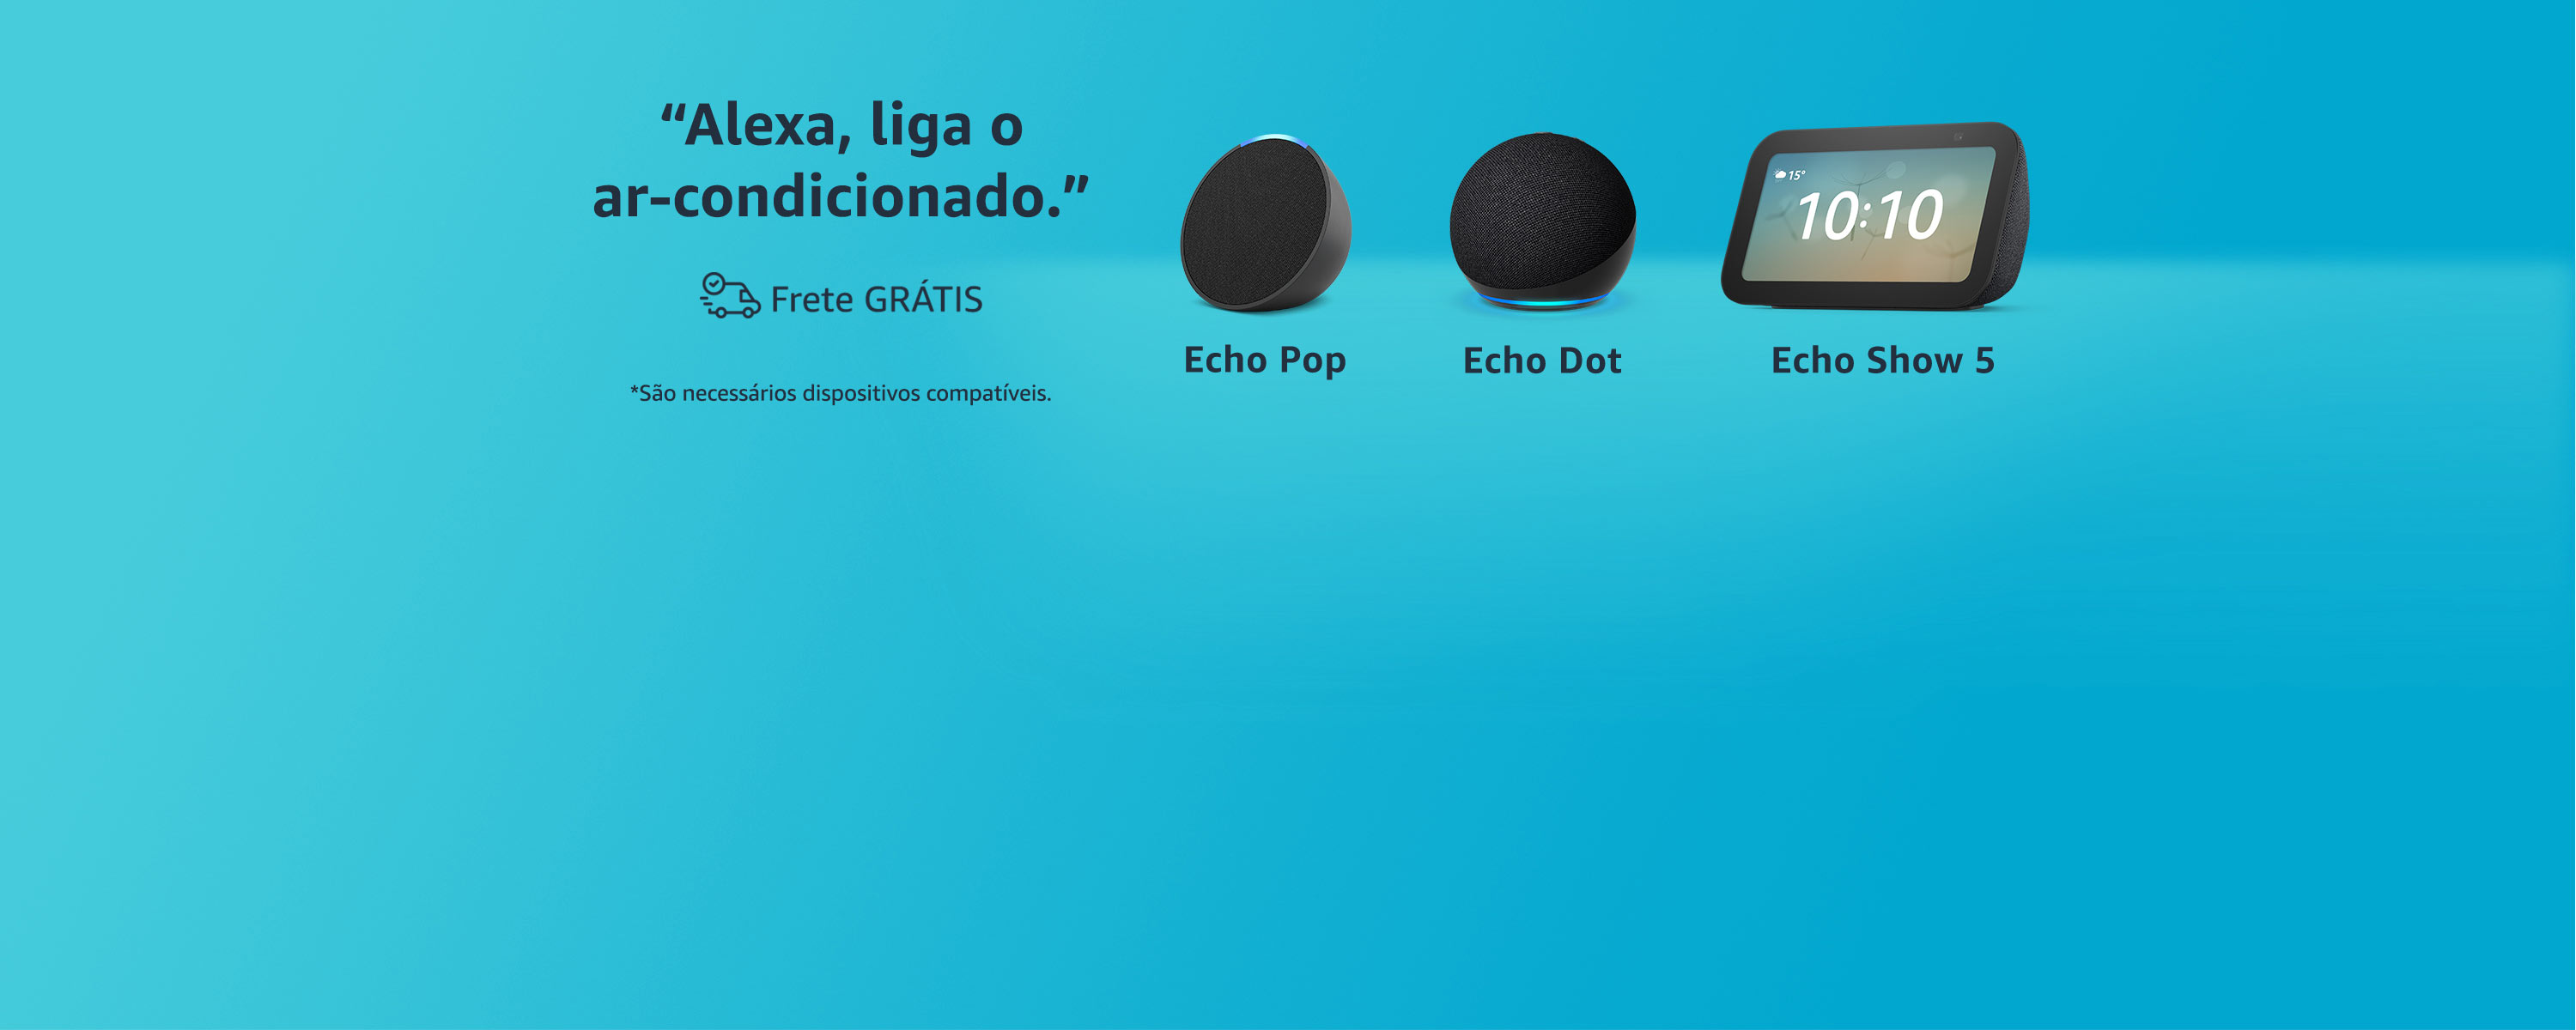 “Alexa, liga o
ar-condicionado.”
Frete GRÁTIS
*São necessários dispositivos compatíveis.
15°
10:10
Echo Pop
Echo Dot
Echo Show 5